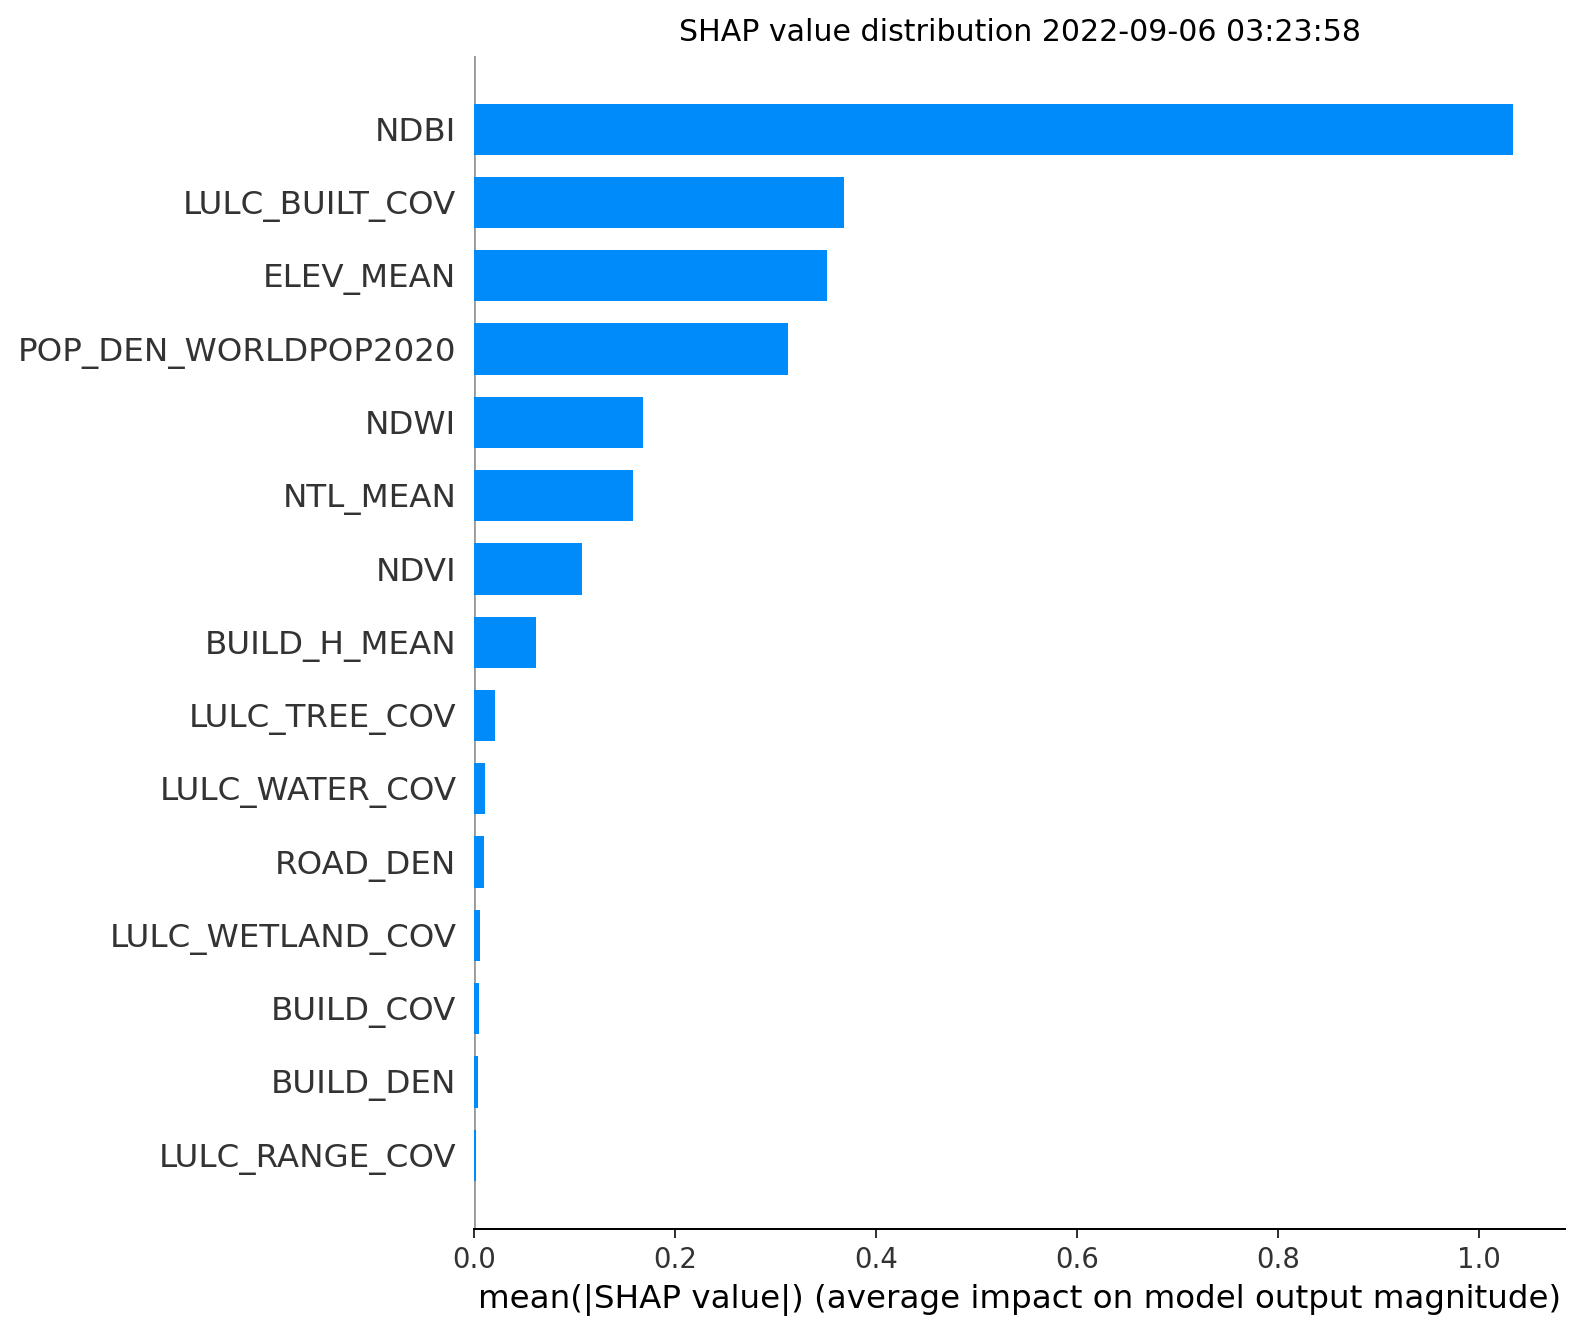 SHAP value distribution 2022-09-06 03:23:58
NDBI
LULC_BUILT_COV
ELEV_MEAN
POP_DEN_WORLDPOP2020
NDWI
NTL_MEAN
NDVI
BUILD_H_MEAN
LULC_TREE_COV
LULC_WATER_COV
ROAD_DEN
LULC_WETLAND_COV
BUILD_COV
BUILD_DEN
LULC_RANGE_COV
0.0 0.2 0.4 0.6 0.8 1.0
mean(|SHAP value|) (average impact on model output magnitude)